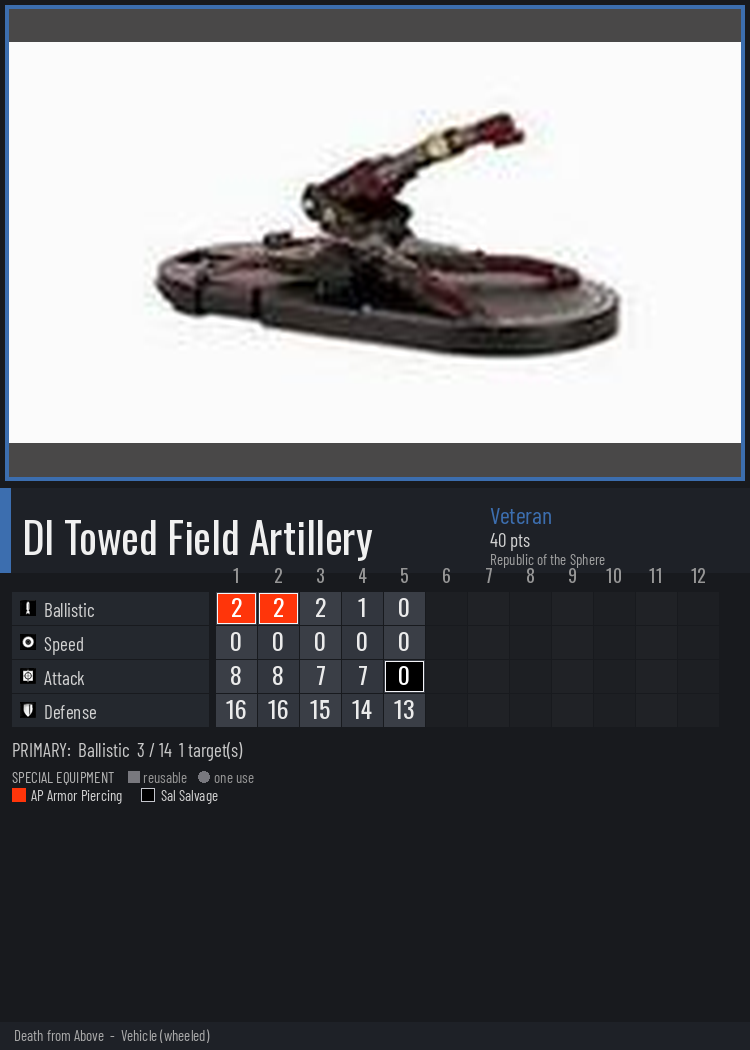 DI Towed Field Artillery
Veteran
40 pts
Republic of the Sphere
1 2 3 4 5 6 7 8 9 10 11 12
Ballistic 2 2 2 1 0
Speed 0 0 0 0 0
Attack 8 8 7 7 0
Defense 16 16 15 14 13
PRIMARY: Ballistic 3 / 14 1 target(s)
SPECIAL EQUIPMENT reusable one use
AP Armor Piercing Sal Salvage
Death from Above - Vehicle (wheeled)